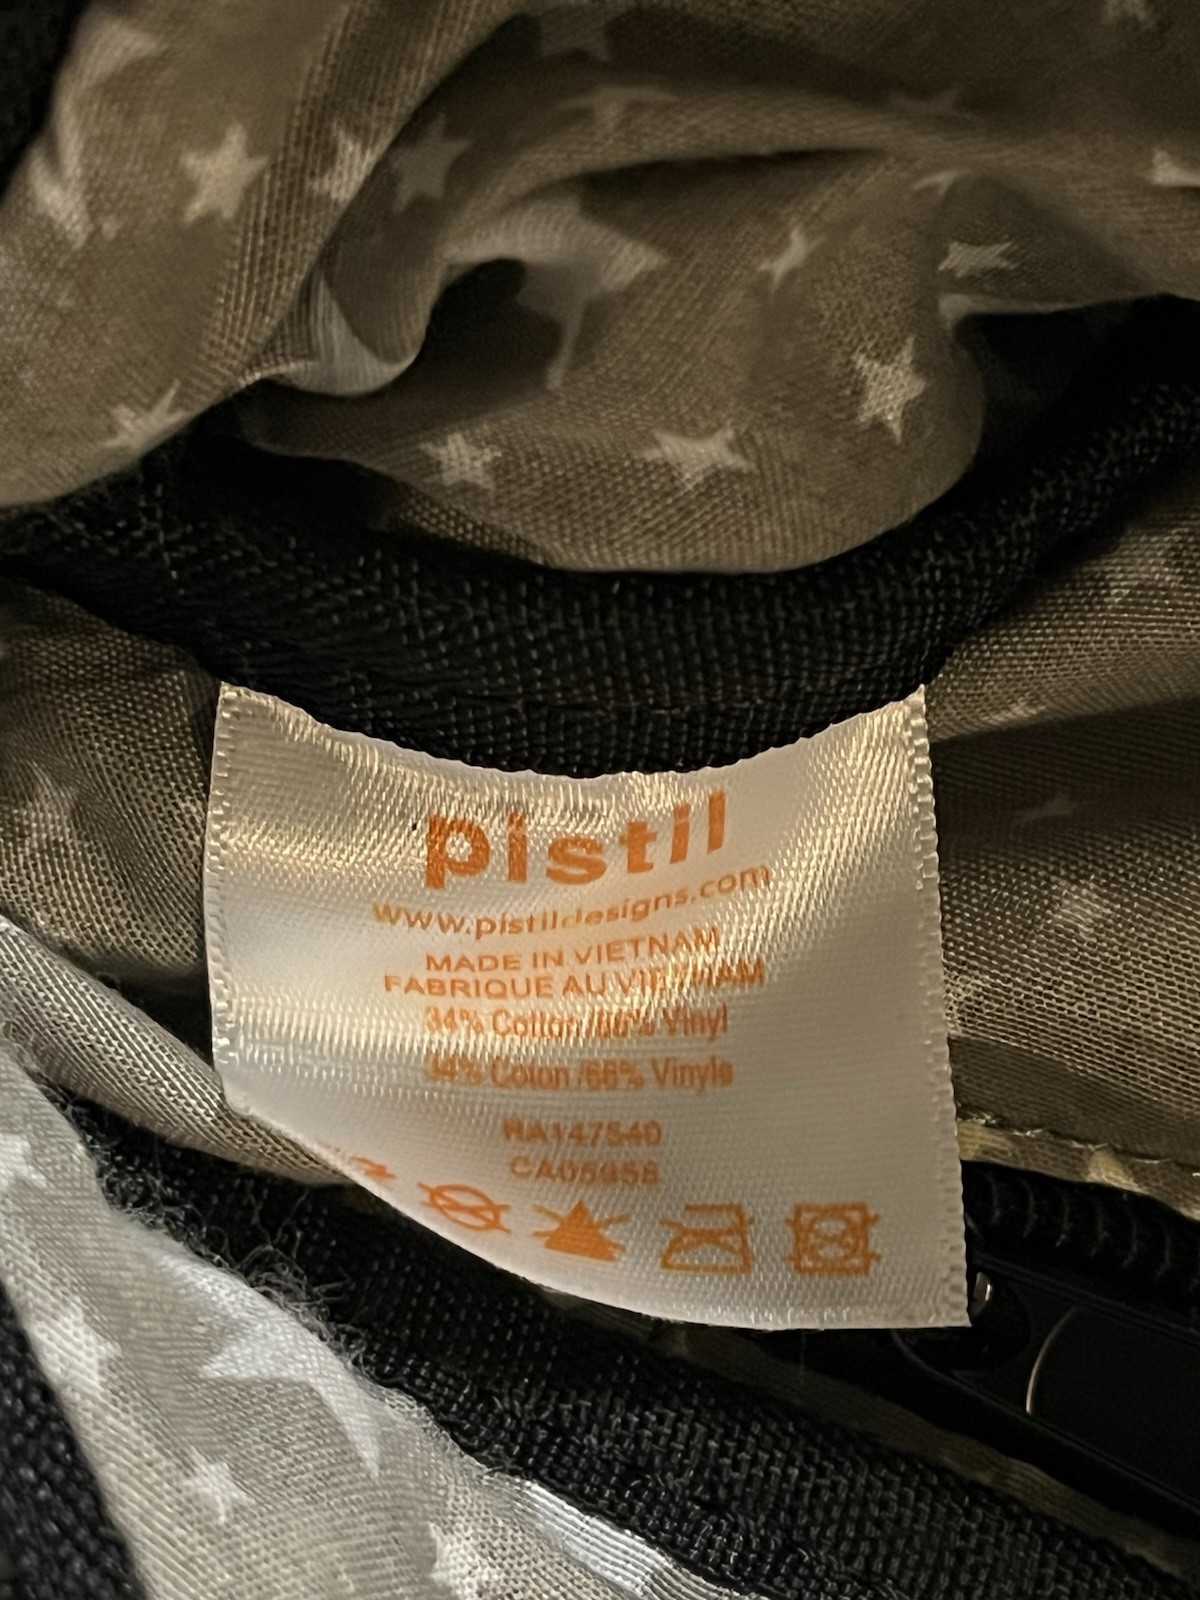 pistil
www.pistildesigns.com
MADE IN VIETNAM
FABRIQUE AU VIETNAM
34% Cotton /66% Vinyl
34% Coton /66% Vinyle
RA147540